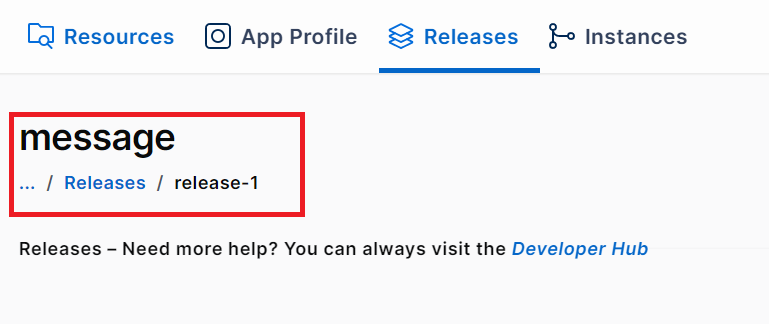 Resources App Profile Releases Instances
message
... / Releases / release-1
Releases – Need more help? You can always visit the Developer Hub